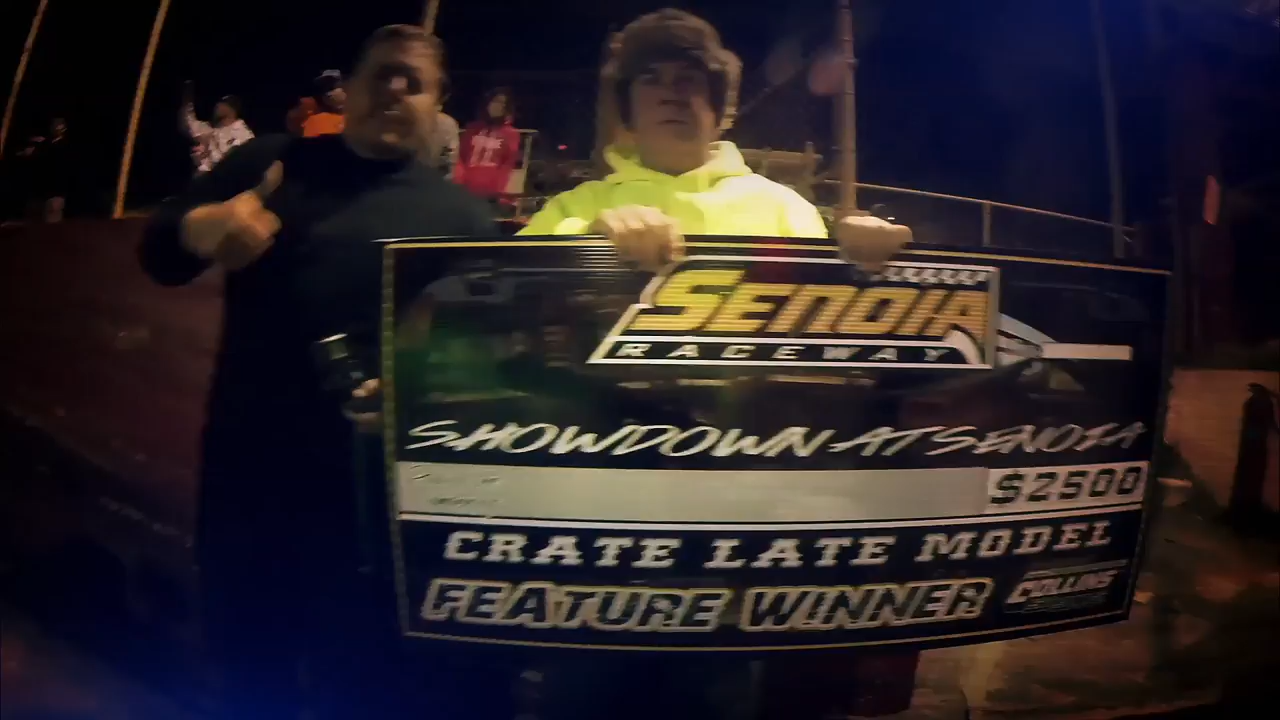 SENOIA
RACEWAY
SHOWDOWN AT SENOIA
$2500
CRATE LATE MODEL
FEATURE WINNER
COLLINS